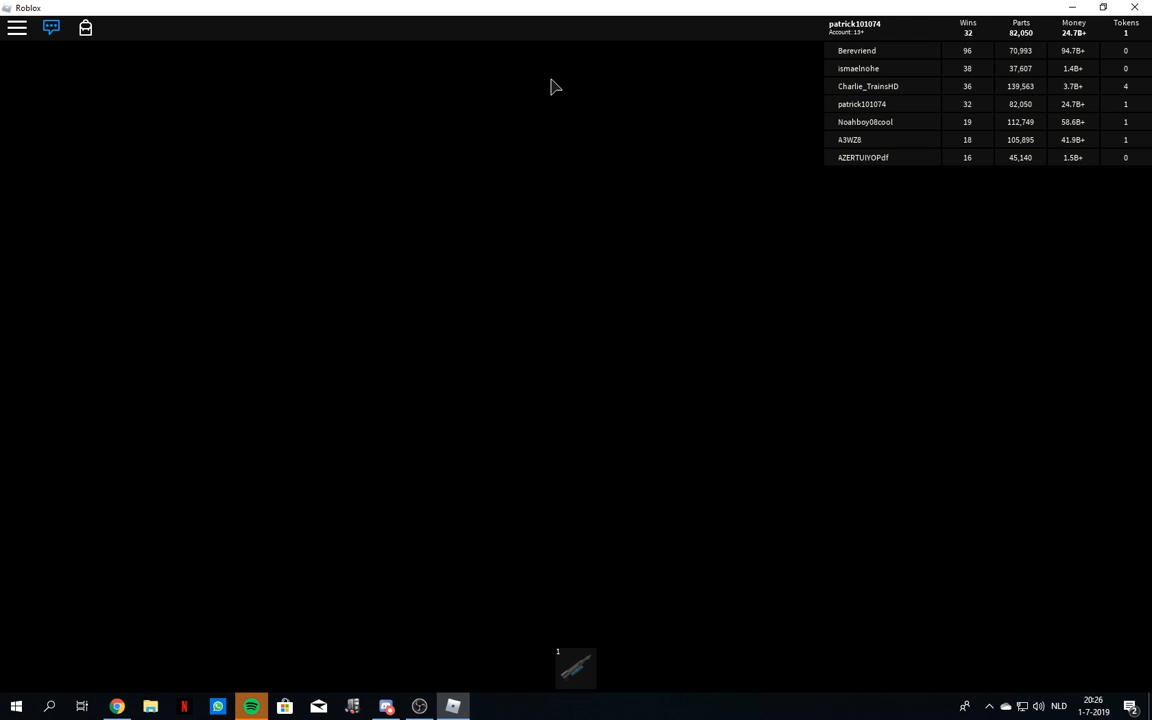 Roblox
patrick101074 Wins Parts Money Tokens
Account: 13+ 32 82,050 24.7B+ 1
Berevriend 96 70,993 94.7B+ 0
ismaelnohe 38 37,607 1.4B+ 0
Charlie_TrainsHD 36 139,563 3.7B+ 4
patrick101074 32 82,050 24.7B+ 1
Noahboy08cool 19 112,749 58.6B+ 1
A3WZ8 18 105,895 41.9B+ 1
AZERTUIYOPdf 16 45,140 1.5B+ 0
1
N
NLD
20:26
1-7-2019
2